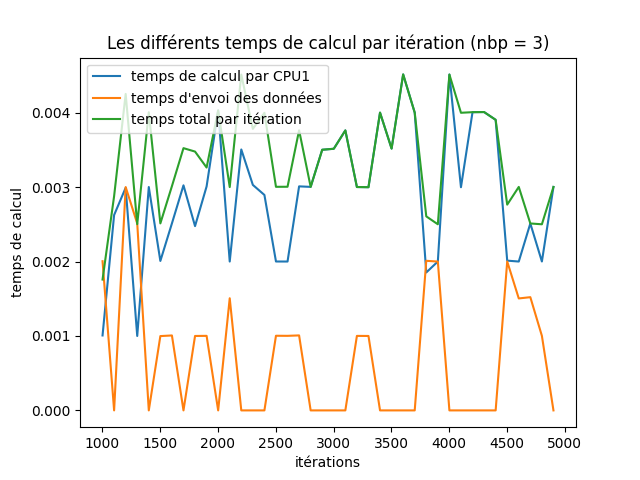 Les différents temps de calcul par itération (nbp = 3)
temps de calcul par CPU1
temps d'envoi des données
temps total par itération
temps de calcul
0.004
0.003
0.002
0.001
0.000
1000 1500 2000 2500 3000 3500 4000 4500 5000
itérations